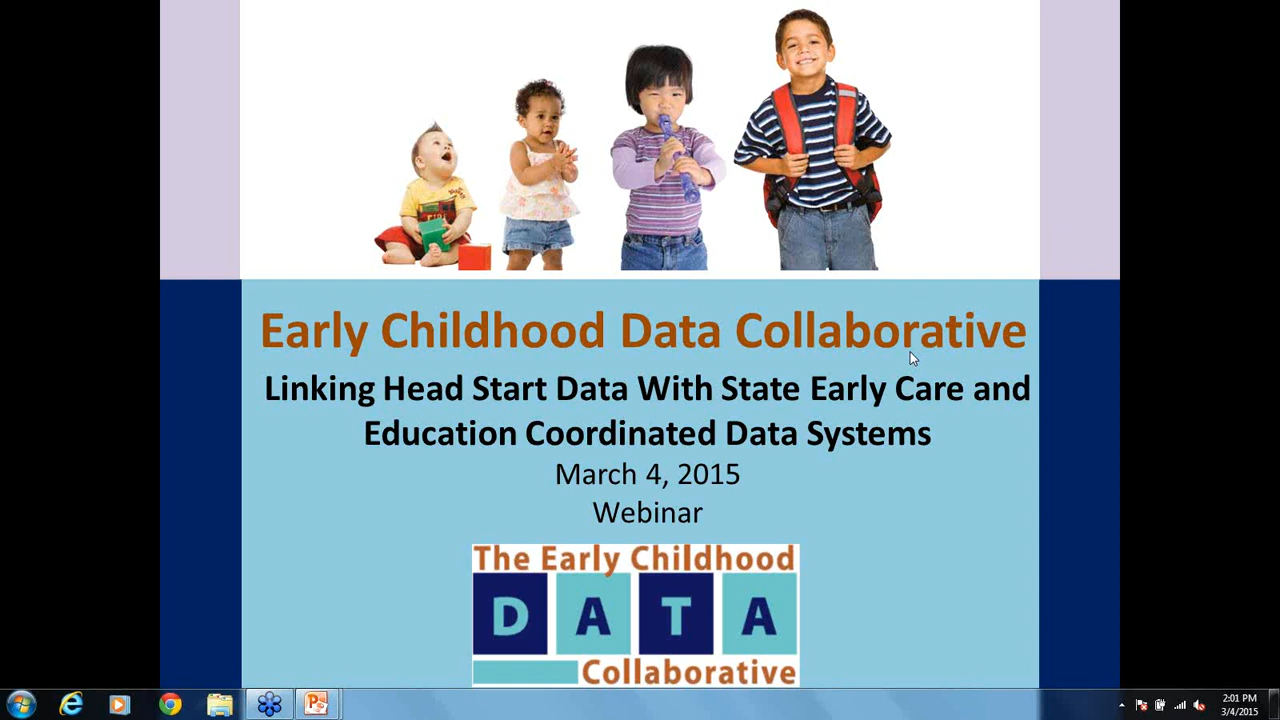 Early Childhood Data Collaborative
Linking Head Start Data With State Early Care and
Education Coordinated Data Systems
March 4, 2015
Webinar
The Early Childhood
DATA
Collaborative
2:01 PM
3/4/2015